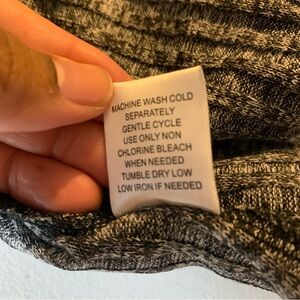 MACHINE WASH COLD
SEPARATELY
GENTLE CYCLE
USE ONLY NON
CHLORINE BLEACH
WHEN NEEDED
TUMBLE DRY LOW
LOW IRON IF NEEDED